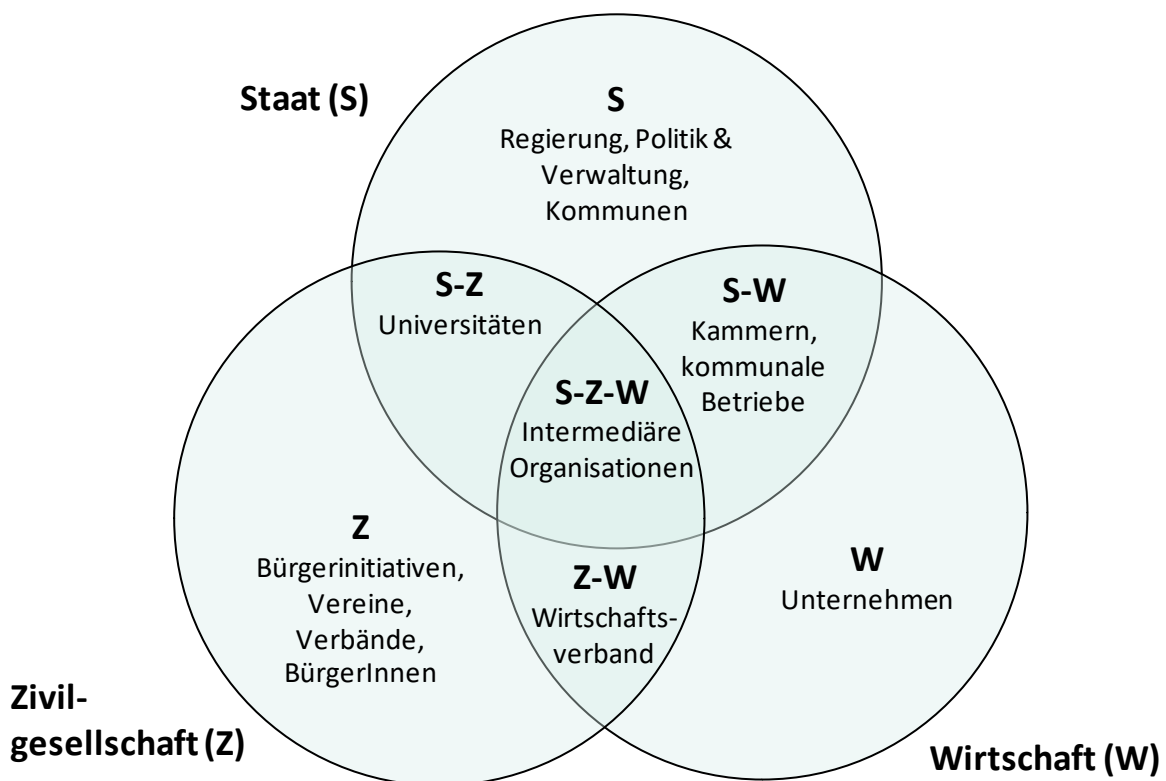 Staat (S)
S
Regierung, Politik &
Verwaltung,
Kommunen
S-Z
Universitäten
S-W
Kammern,
kommunale
Betriebe
S-Z-W
Intermediäre
Organisationen
Z
Bürgerinitiativen,
Vereine,
Verbände,
BürgerInnen
Z-W
Wirtschafts-
verband
W
Unternehmen
Zivil-
gesellschaft (Z)
Wirtschaft (W)